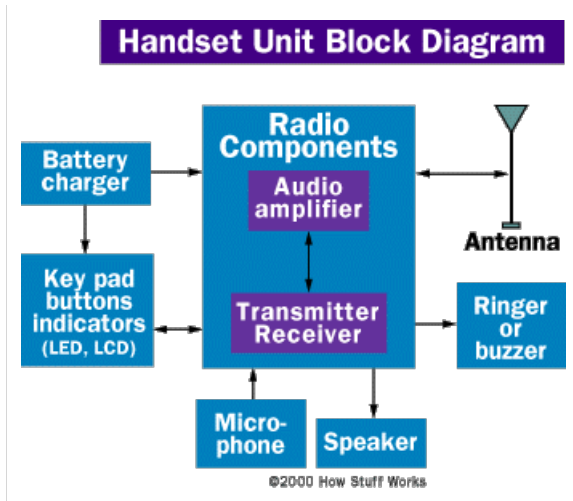 Handset Unit Block Diagram
Radio
Components
Battery
charger
Audio
amplifier
Antenna
Key pad
buttons
indicators
(LED, LCD)
Transmitter
Receiver
Ringer
or
buzzer
Micro-
phone
Speaker
©2000 How Stuff Works